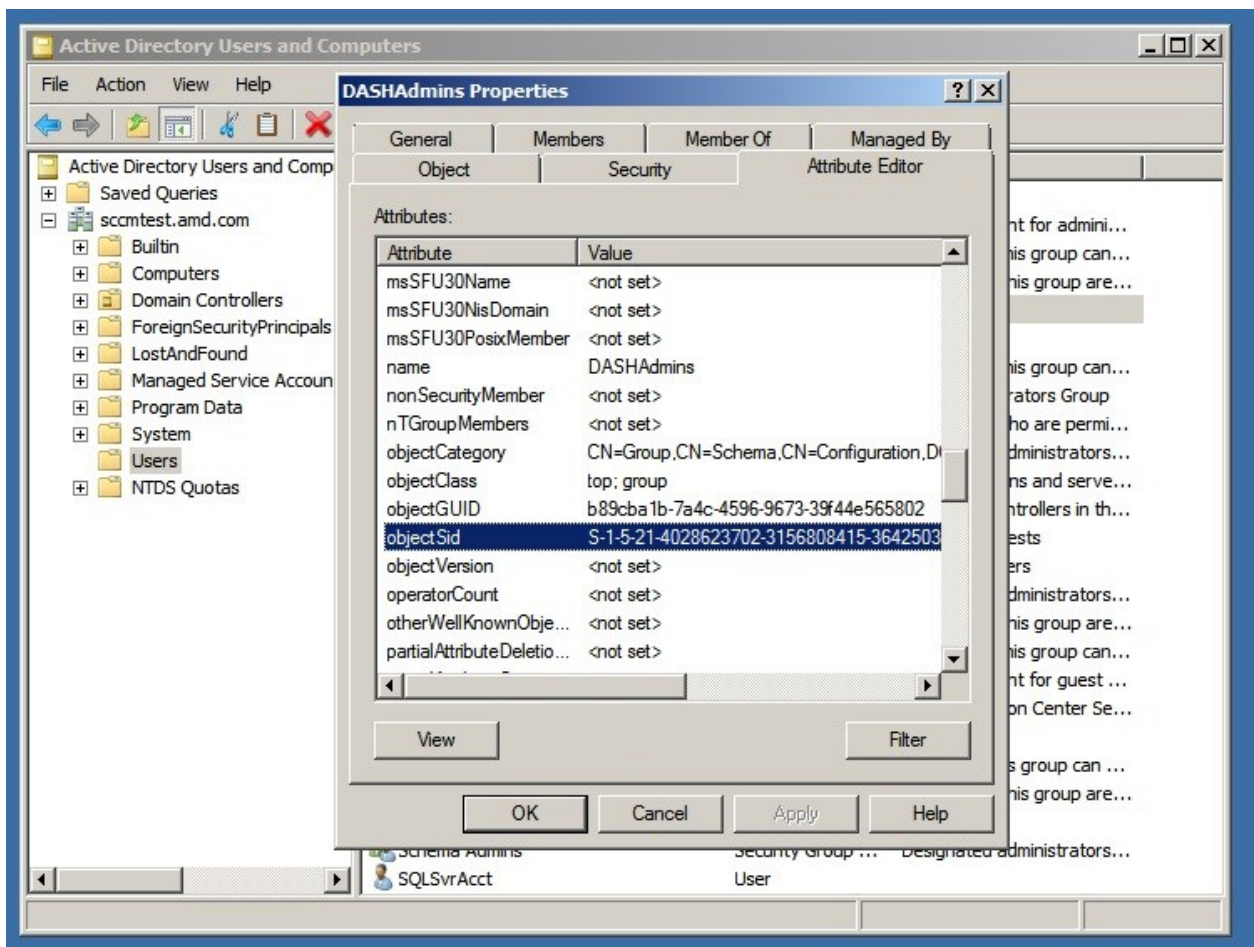 Active Directory Users and Computers
File Action View Help
DASHAdmins Properties
General Members Member Of Managed By
Object Security Attribute Editor
Active Directory Users and Comp
Saved Queries
sccmtest.amd.com
Builtin
Computers
Domain Controllers
ForeignSecurityPrincipals
LostAndFound
Managed Service Accoun
Program Data
System
Users
NTDS Quotas
Attributes:
Attribute Value
msSFU30Name <not set>
msSFU30NisDomain <not set>
msSFU30PosixMember <not set>
name DASHAdmins
nonSecurityMember <not set>
nTGroupMembers <not set>
objectCategory CN=Group,CN=Schema,CN=Configuration,D
objectClass top; group
objectGUID b89cba1b-7a4c-4596-9673-39f44e565802
objectSid S-1-5-21-4028623702-3156808415-3642503
objectVersion <not set>
operatorCount <not set>
otherWellKnownObje... <not set>
partialAttributeDeletio... <not set>
View Filter
OK Cancel Apply Help
nt for admini...
his group can...
his group are...
his group can...
rators Group
ho are permi...
dministrators...
ns and serve...
ntrollers in th...
ests
ers
dministrators...
his group are...
his group can...
nt for guest ...
on Center Se...
s group can ...
his group are...
Schema Admins Security Group ... Designated administrators...
SQLSvrAcct User